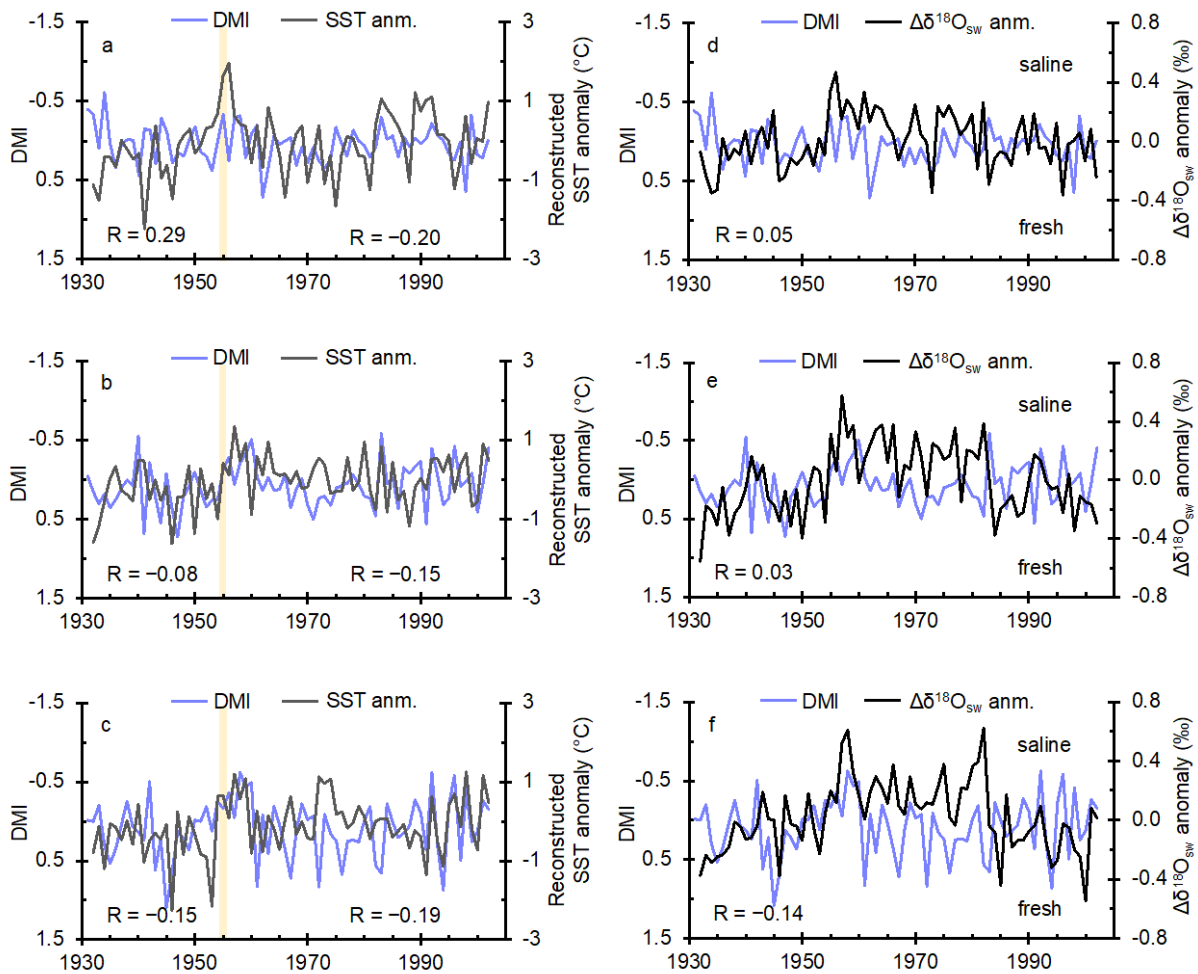 DMI SST anm.
-1.5 3
a
DMI
-0.5 1
0.5 -1
1.5 -3
Reconstructed
SST anomaly (°C)
R = 0.29 R = −0.20
1930 1950 1970 1990
DMI Δδ¹⁸Osw anm.
-1.5 0.8
d
saline
0.4
-0.5
DMI
0.0
0.5
-0.4
fresh
R = 0.05
1.5 -0.8
Δδ¹⁸Osw anomaly (‰)
1930 1950 1970 1990
DMI SST anm.
-1.5 3
b
DMI
-0.5 1
0.5 -1
1.5 -3
Reconstructed
SST anomaly (°C)
R = −0.08 R = −0.15
1930 1950 1970 1990
DMI Δδ¹⁸Osw anm.
-1.5 0.8
e
saline
0.4
-0.5
DMI
0.0
0.5
-0.4
fresh
R = 0.03
1.5 -0.8
Δδ¹⁸Osw anomaly (‰)
1930 1950 1970 1990
DMI SST anm.
-1.5 3
c
DMI
-0.5 1
0.5 -1
1.5 -3
Reconstructed
SST anomaly (°C)
R = −0.15 R = −0.19
1930 1950 1970 1990
DMI Δδ¹⁸Osw anm.
-1.5 0.8
f
saline
0.4
-0.5
DMI
0.0
0.5
-0.4
fresh
R = −0.14
1.5 -0.8
Δδ¹⁸Osw anomaly (‰)
1930 1950 1970 1990